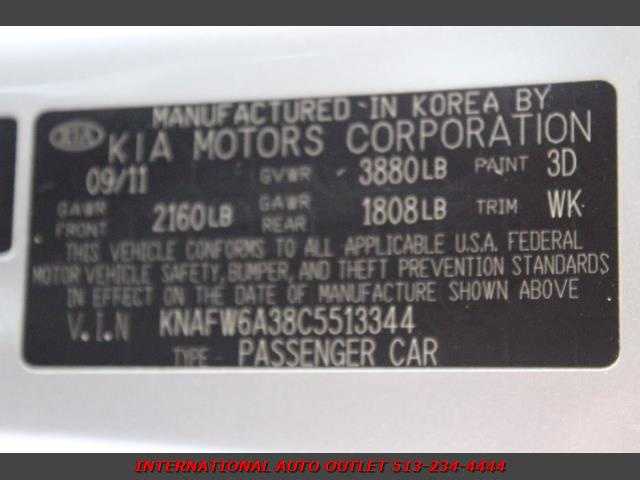 MANUFACTURED IN KOREA BY
KIA KIA MOTORS CORPORATION
09/11 GVWR 3880LB PAINT 3D
GAWR FRONT 2160LB GAWR REAR 1808LB TRIM WK
THIS VEHICLE CONFORMS TO ALL APPLICABLE U.S.A. FEDERAL
MOTOR VEHICLE SAFETY, BUMPER, AND THEFT PREVENTION STANDARDS
IN EFFECT ON THE DATE OF MANUFACTURE SHOWN ABOVE
V.I.N KNAFW6A38C5513344
TYPE PASSENGER CAR
INTERNATIONAL AUTO OUTLET 513-234-4444